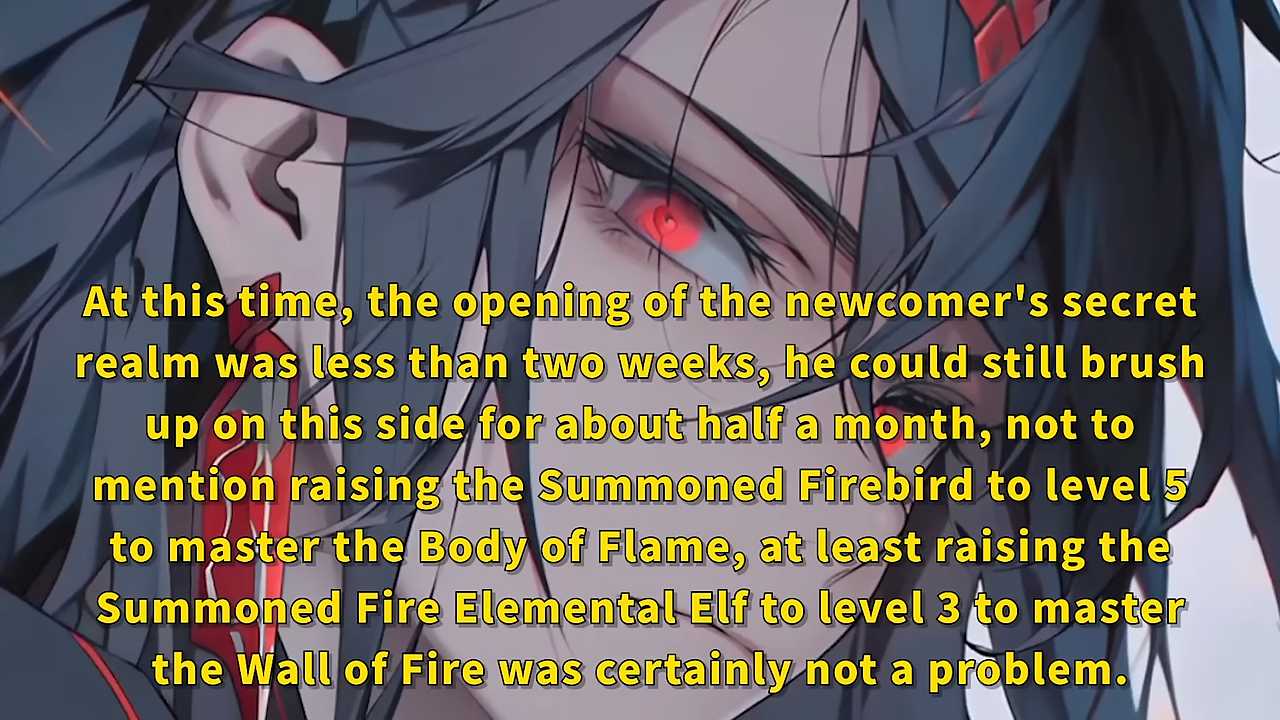 At this time, the opening of the newcomer's secret
realm was less than two weeks, he could still brush
up on this side for about half a month, not to
mention raising the Summoned Firebird to level 5
to master the Body of Flame, at least raising the
Summoned Fire Elemental Elf to level 3 to master
the Wall of Fire was certainly not a problem.